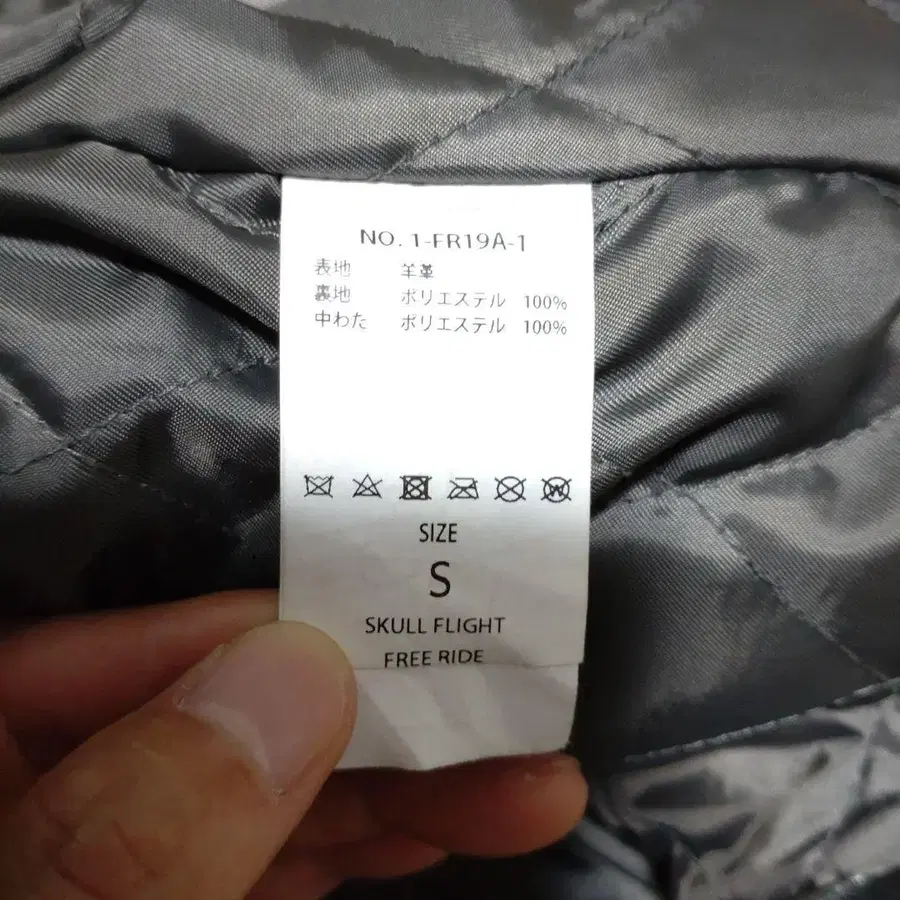 NO. 1-FR19A-1
表地 羊革
裏地 ポリエステル 100%
中わた ポリエステル 100%
SIZE
S
SKULL FLIGHT
FREE RIDE